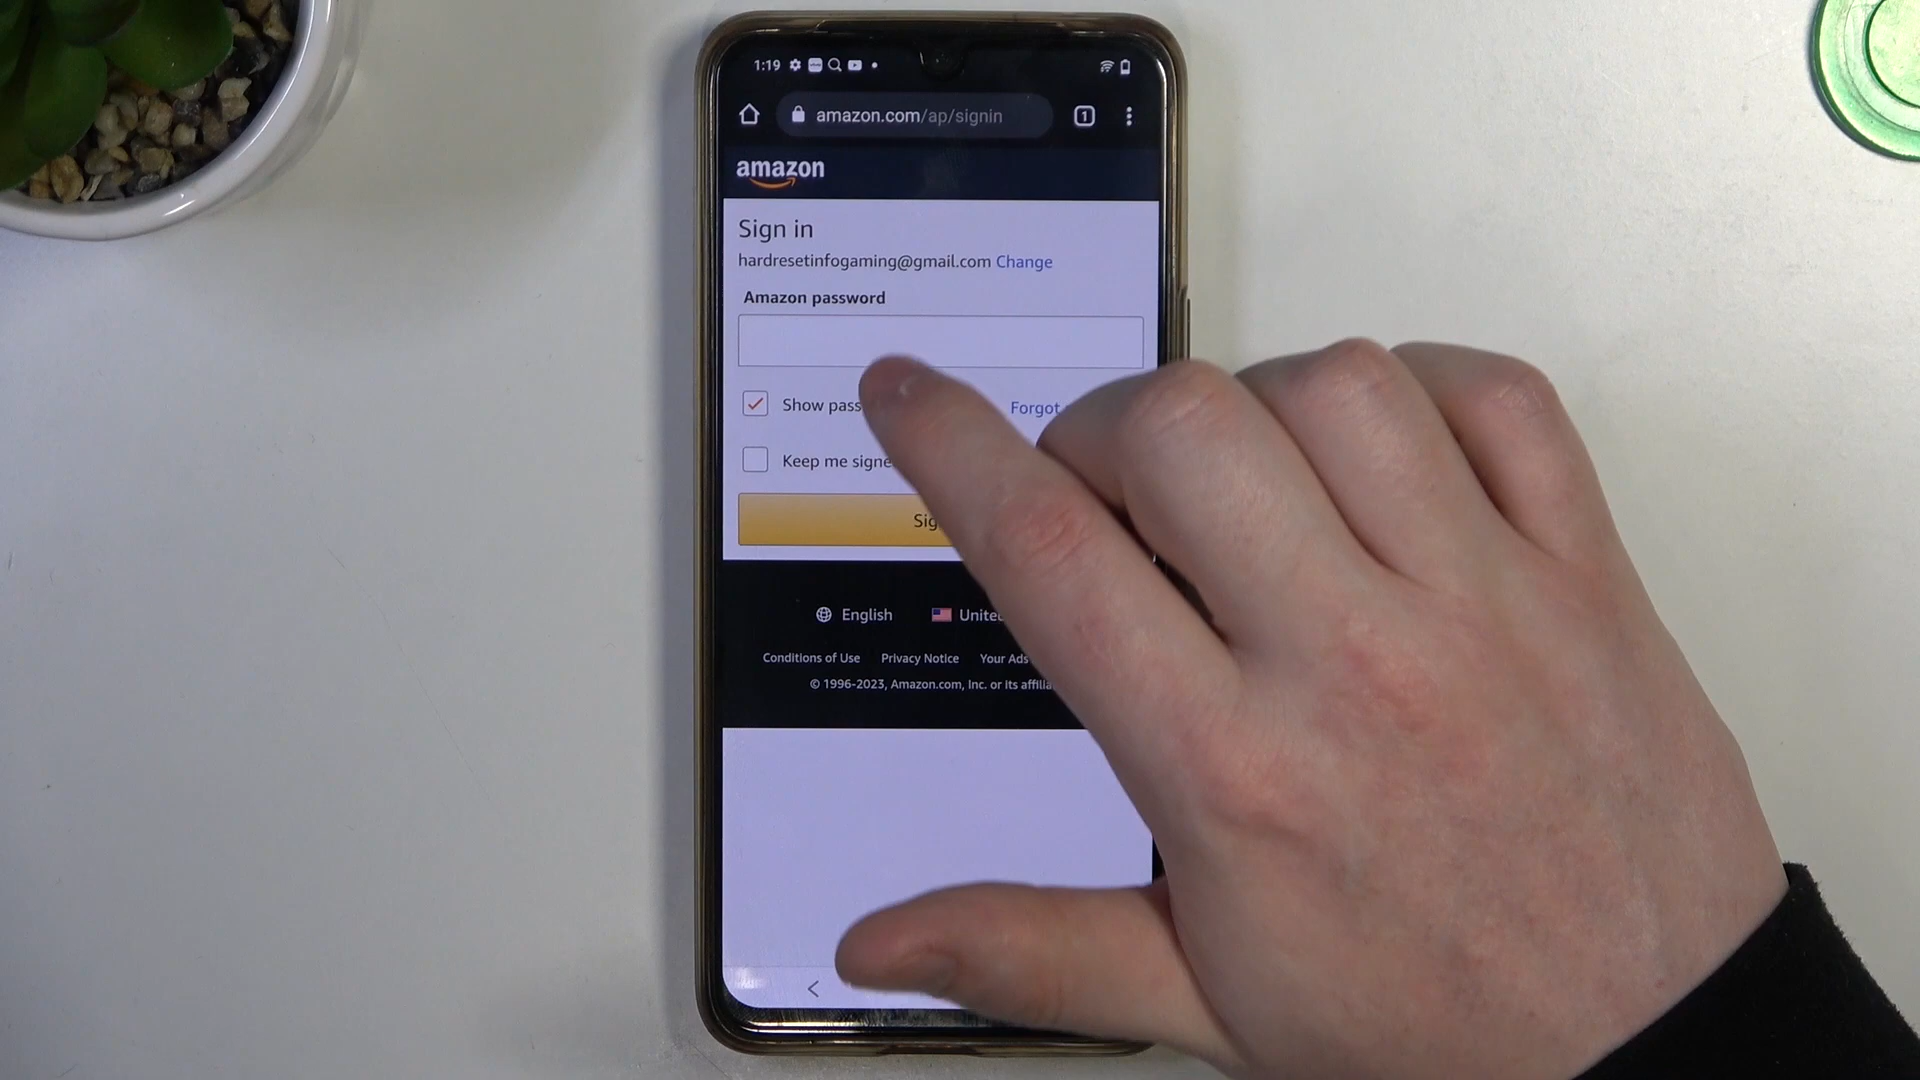 1:19
amazon.com/ap/signin 1
amazon
Sign in
hardresetinfogaming@gmail.com Change
Amazon password
Show pass Forgot
Keep me signe
Sig
English Unite
Conditions of Use Privacy Notice Your Ads
© 1996-2023, Amazon.com, Inc. or its affilia